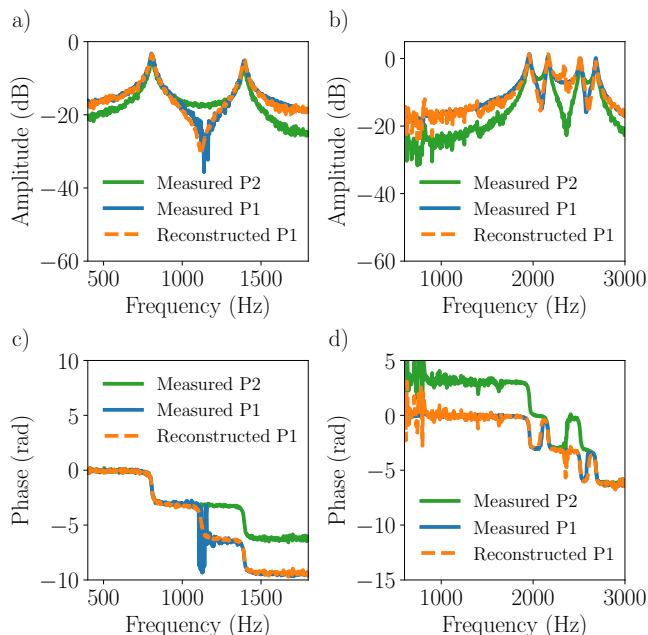 a)
0
−20
−40
−60
Amplitude (dB)
500
1000
1500
Frequency (Hz)
Measured P2
Measured P1
Reconstructed P1
b)
0
−20
−40
−60
Amplitude (dB)
1000
2000
3000
Frequency (Hz)
Measured P2
Measured P1
Reconstructed P1
c)
10
5
0
−5
−10
Phase (rad)
500
1000
1500
Frequency (Hz)
Measured P2
Measured P1
Reconstructed P1
d)
5
0
−5
−10
−15
Phase (rad)
1000
2000
3000
Frequency (Hz)
Measured P2
Measured P1
Reconstructed P1